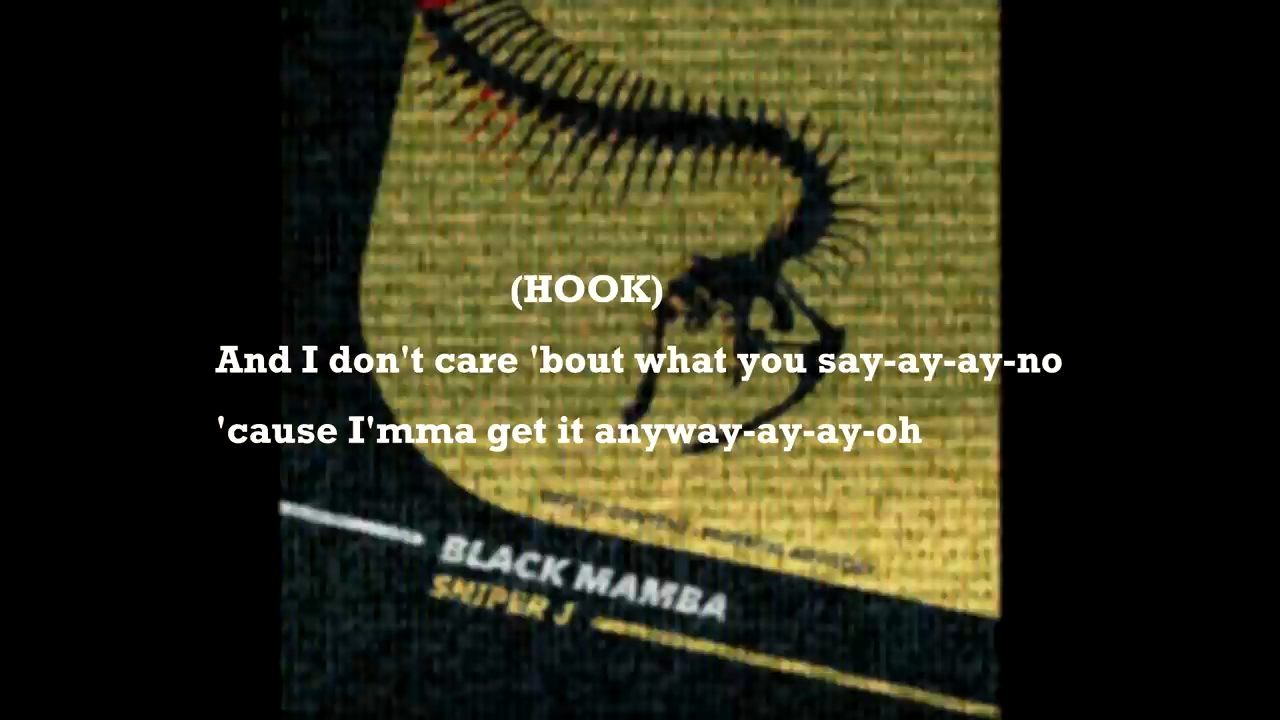 (HOOK)
And I don't care 'bout what you say-ay-ay-no
'cause I'mma get it anyway-ay-ay-oh
BLACK MAMBA
SNIPER J